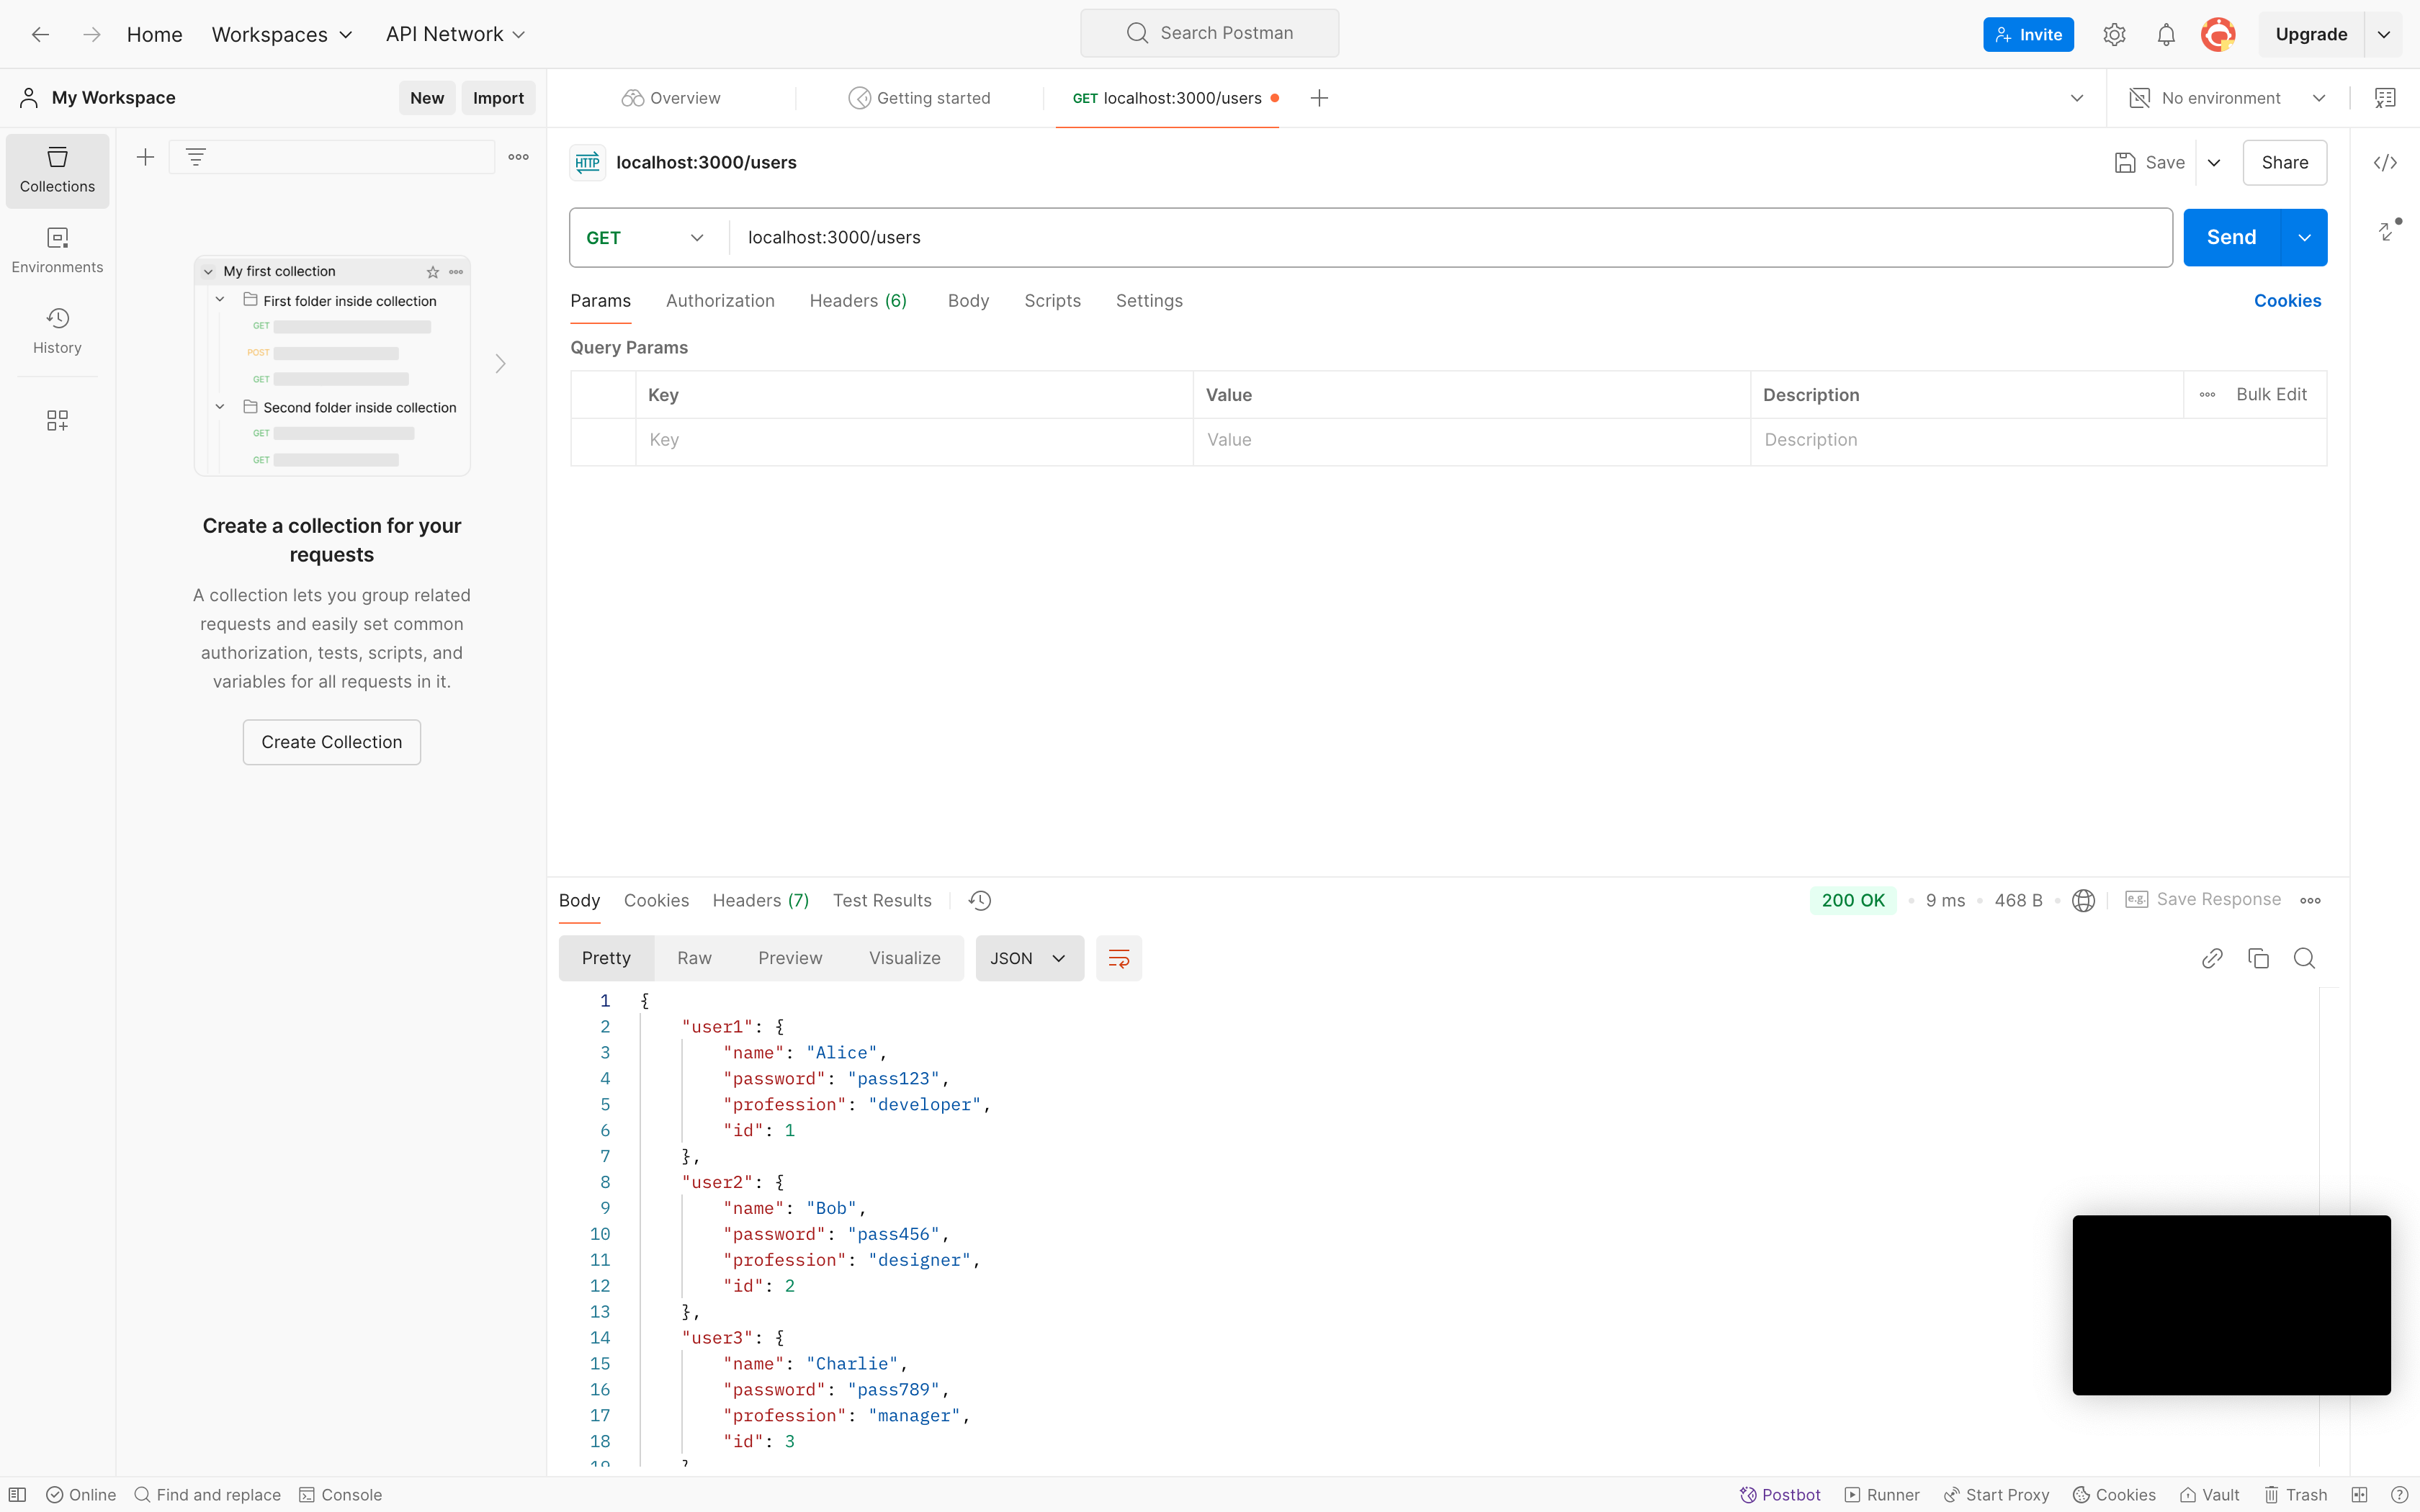 Home Workspaces API Network Search Postman Invite Upgrade
My Workspace New Import Overview Getting started GET localhost:3000/users No environment
Collections
Environments
History
My first collection
First folder inside collection
GET
POST
GET
Second folder inside collection
GET
GET
Create a collection for your
requests
A collection lets you group related
requests and easily set common
authorization, tests, scripts, and
variables for all requests in it.
Create Collection
HTTP localhost:3000/users Save Share
GET localhost:3000/users Send
Params Authorization Headers (6) Body Scripts Settings Cookies
Query Params
Key Value Description Bulk Edit
Key Value Description
Body Cookies Headers (7) Test Results 200 OK 9 ms 468 B e.g. Save Response
Pretty Raw Preview Visualize JSON
1 {
2 "user1": {
3 "name": "Alice",
4 "password": "pass123",
5 "profession": "developer",
6 "id": 1
7 },
8 "user2": {
9 "name": "Bob",
10 "password": "pass456",
11 "profession": "designer",
12 "id": 2
13 },
14 "user3": {
15 "name": "Charlie",
16 "password": "pass789",
17 "profession": "manager",
18 "id": 3
Online Find and replace Console Postbot Runner Start Proxy Cookies Vault Trash